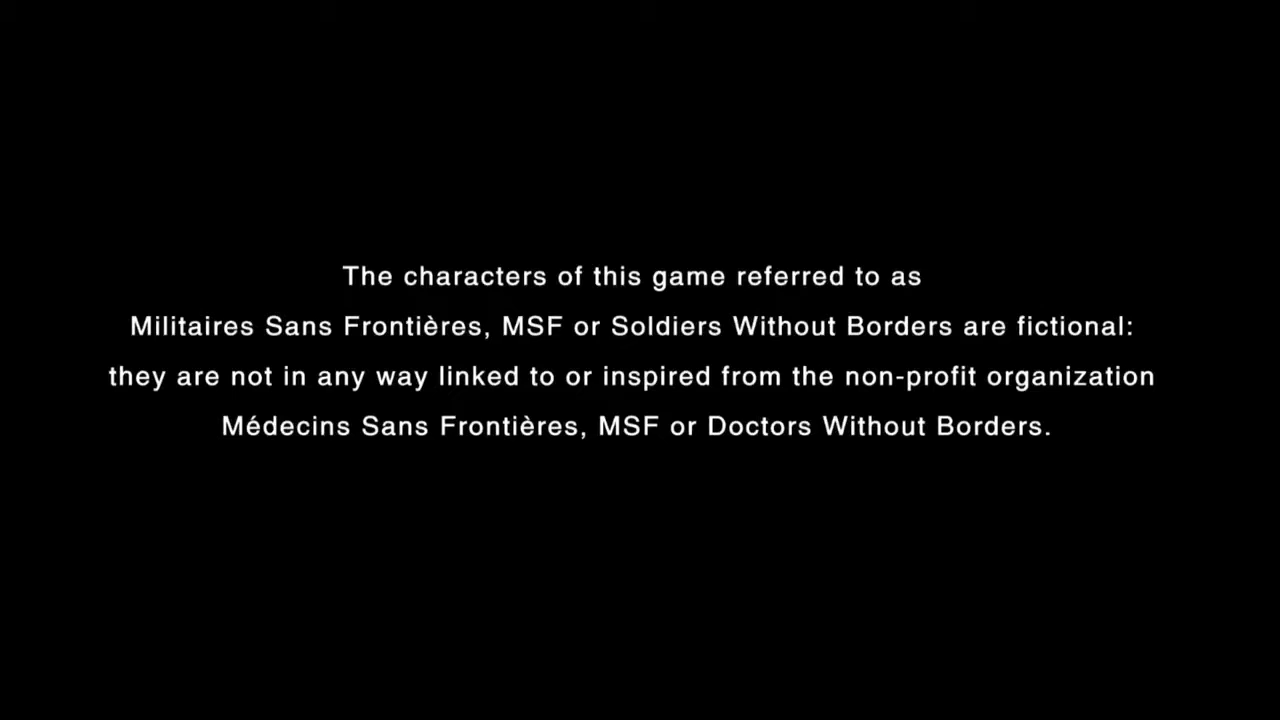 The characters of this game referred to as
Militaires Sans Frontières, MSF or Soldiers Without Borders are fictional:
they are not in any way linked to or inspired from the non-profit organization
Médecins Sans Frontières, MSF or Doctors Without Borders.